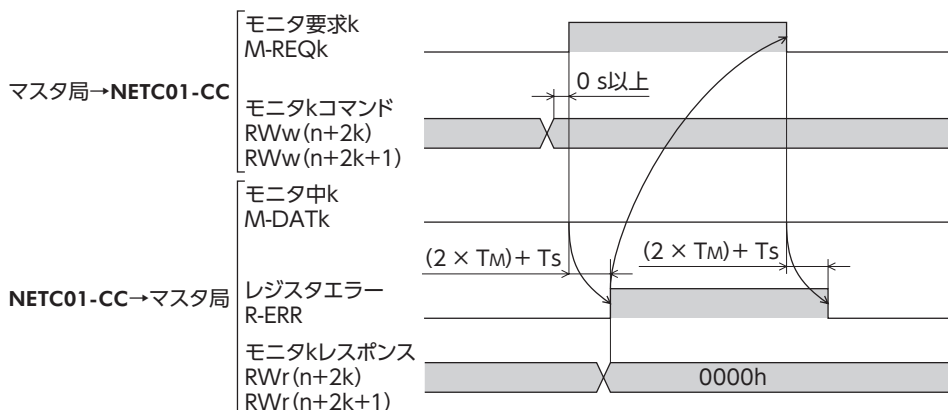 モニタ要求k
M-REQk
0 s以上
マスタ局→NETC01-CC
モニタkコマンド
RWw(n+2k)
RWw(n+2k+1)
モニタ中k
M-DATk
(2 × TM)+ Ts
(2 × TM)+ Ts
NETC01-CC→マスタ局
レジスタエラー
R-ERR
モニタkレスポンス
RWr(n+2k)
RWr(n+2k+1)
0000h